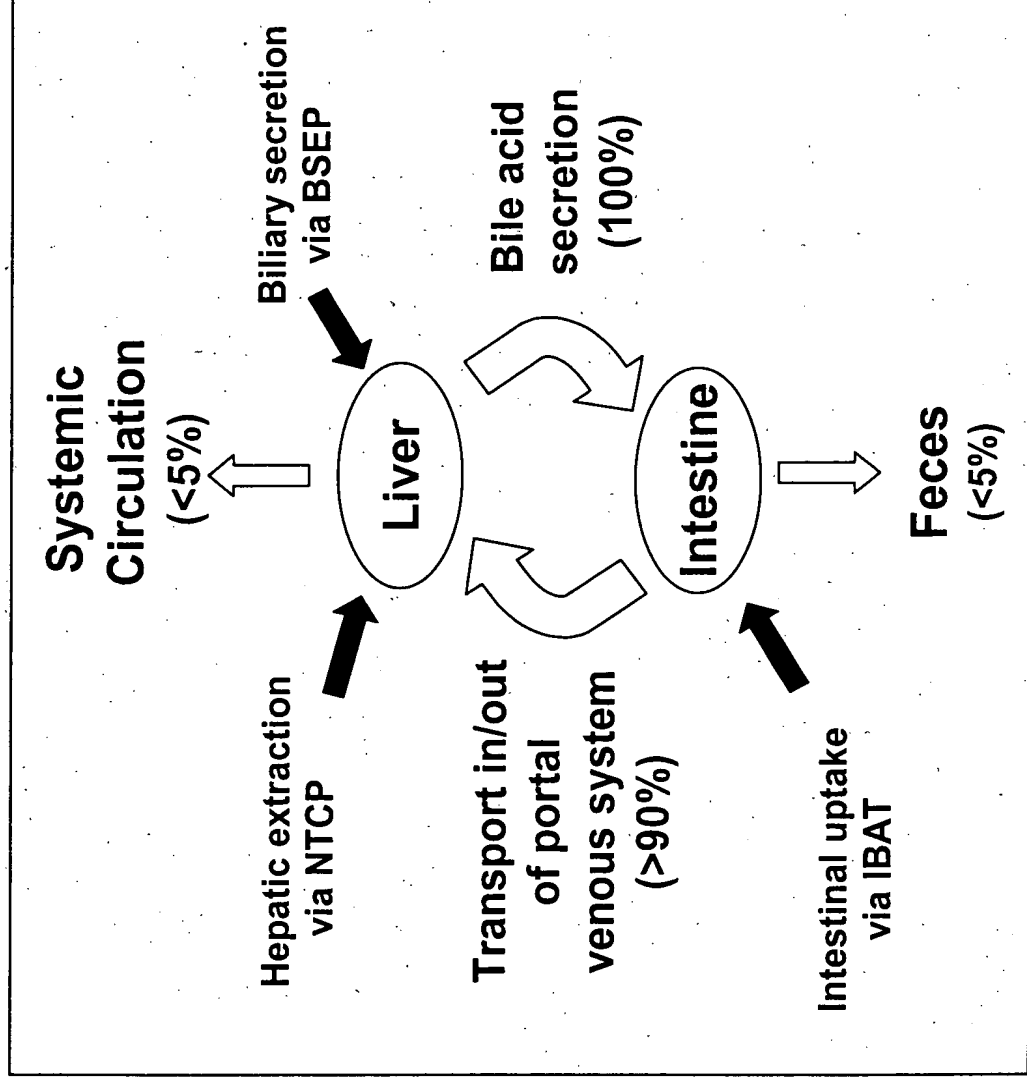 Systemic
Circulation
(<5%)
Hepatic extraction
via NTCP
Biliary secretion
via BSEP
Liver
Transport in/out
of portal
venous system
(>90%)
Bile acid
secretion
(100%)
Intestine
Intestinal uptake
via IBAT
Feces
(<5%)